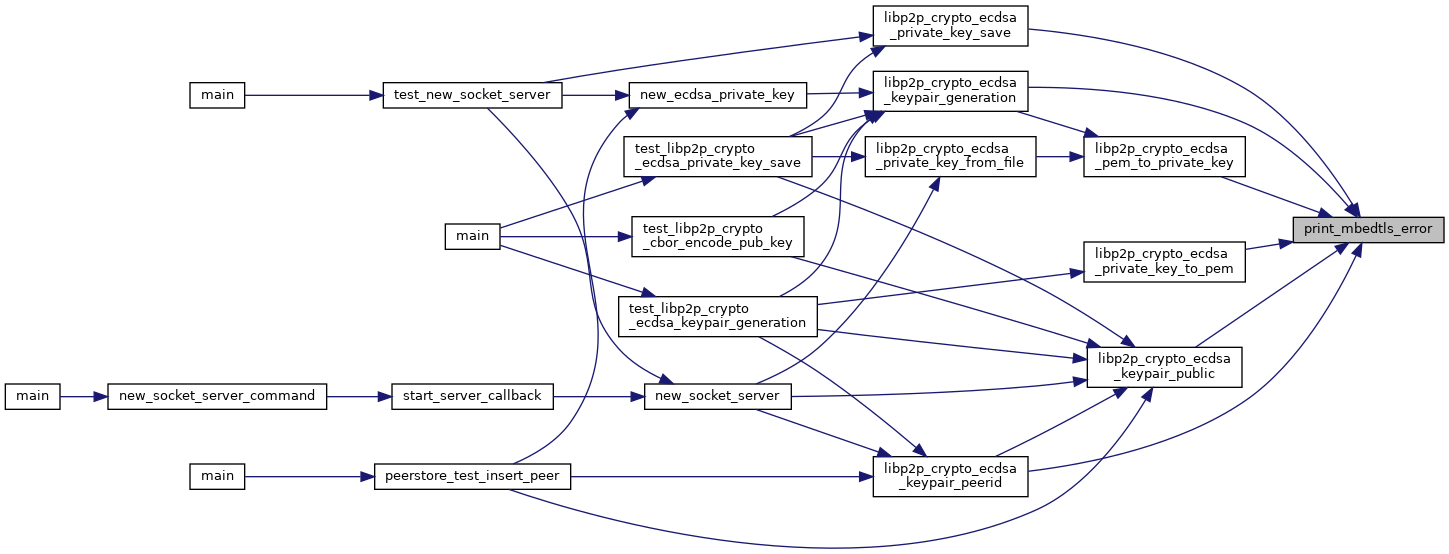 libp2p_crypto_ecdsa
_private_key_save
main
test_new_socket_server
new_ecdsa_private_key
libp2p_crypto_ecdsa
_keypair_generation
test_libp2p_crypto
_ecdsa_private_key_save
libp2p_crypto_ecdsa
_private_key_from_file
libp2p_crypto_ecdsa
_pem_to_private_key
main
test_libp2p_crypto
_cbor_encode_pub_key
print_mbedtls_error
libp2p_crypto_ecdsa
_private_key_to_pem
test_libp2p_crypto
_ecdsa_keypair_generation
libp2p_crypto_ecdsa
_keypair_public
main
new_socket_server_command
start_server_callback
new_socket_server
main
peerstore_test_insert_peer
libp2p_crypto_ecdsa
_keypair_peerid